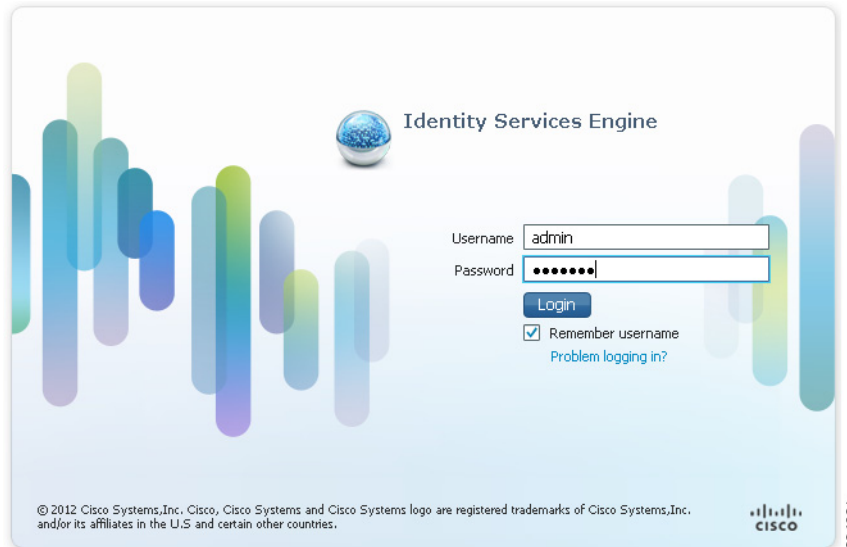 Identity Services Engine
Username admin
Password •••••••
Login
Remember username
Problem logging in?
© 2012 Cisco Systems,Inc. Cisco, Cisco Systems and Cisco Systems logo are registered trademarks of Cisco Systems,Inc.
and/or its affiliates in the U.S and certain other countries.
CISCO